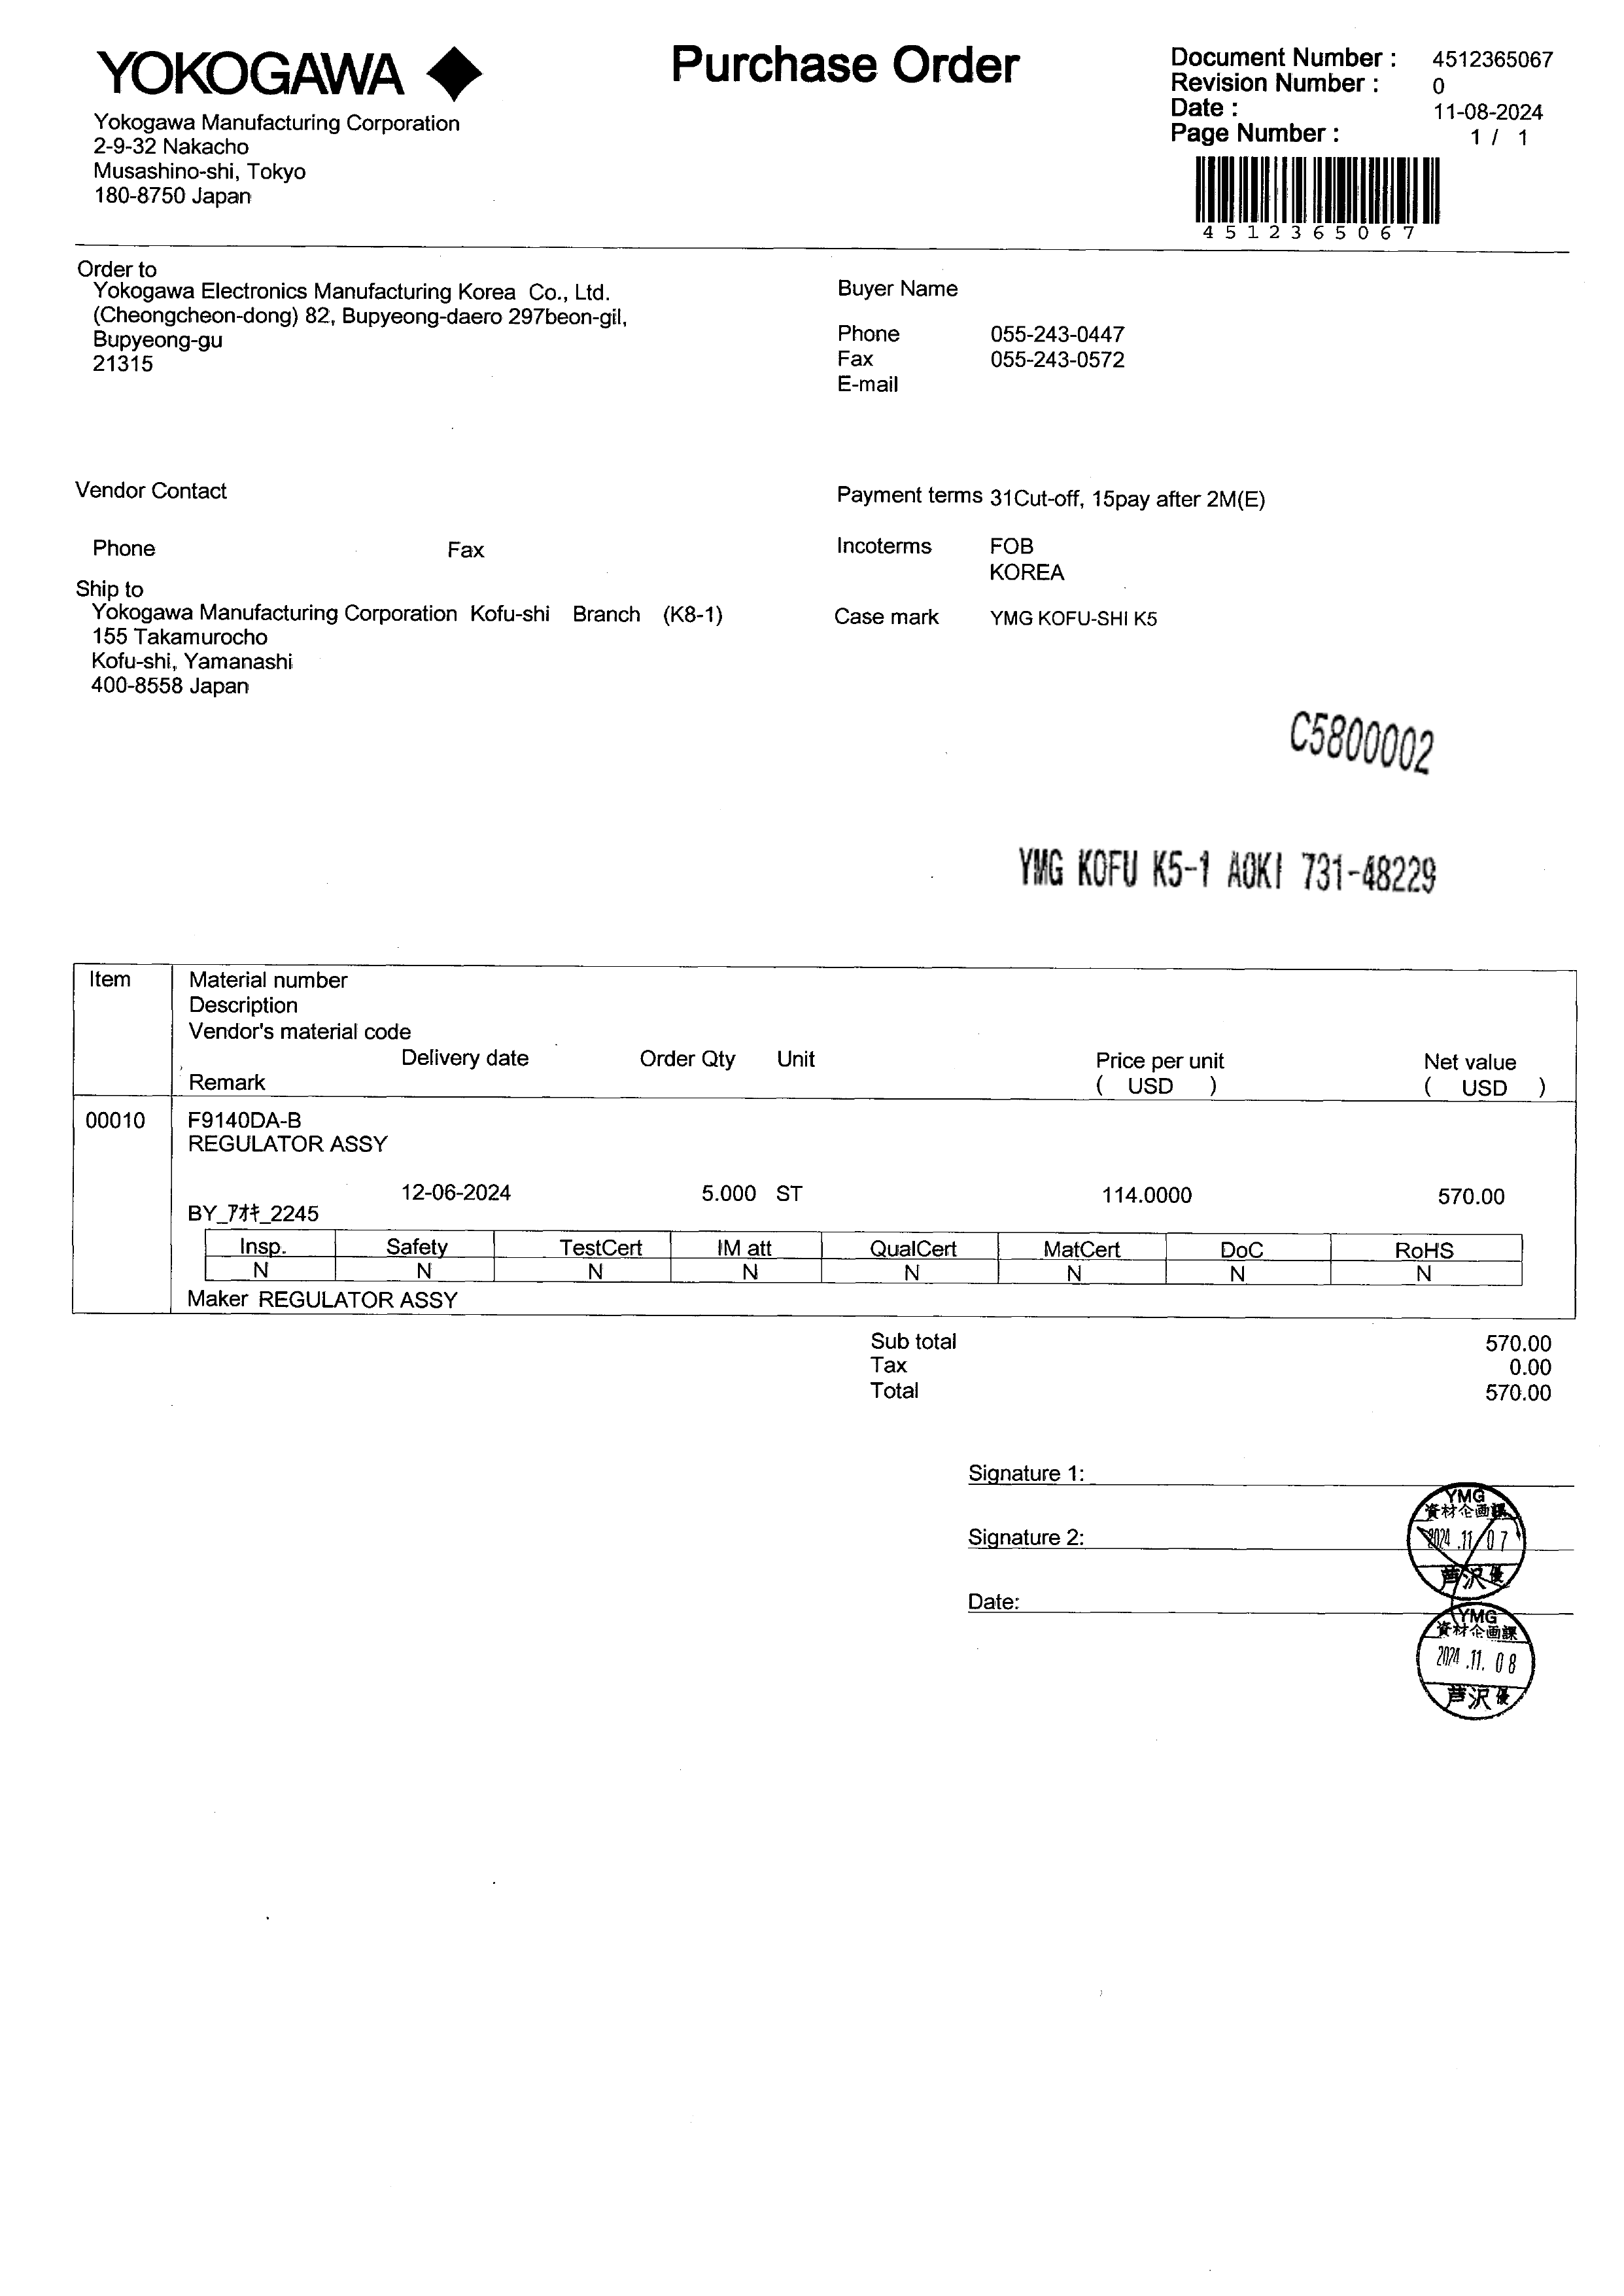 YOKOGAWA
Purchase Order
Document Number : 4512365067
Revision Number : 0
Date : 11-08-2024
Page Number : 1 / 1
4512365067
Yokogawa Manufacturing Corporation
2-9-32 Nakacho
Musashino-shi, Tokyo
180-8750 Japan
Order to
Yokogawa Electronics Manufacturing Korea Co., Ltd.
(Cheongcheon-dong) 82, Bupyeong-daero 297beon-gil,
Bupyeong-gu
21315
Buyer Name
Phone 055-243-0447
Fax 055-243-0572
E-mail
Vendor Contact
Phone Fax
Payment terms 31Cut-off, 15pay after 2M(E)
Incoterms FOB
KOREA
Ship to
Yokogawa Manufacturing Corporation Kofu-shi Branch (K8-1)
155 Takamurocho
Kofu-shi, Yamanashi
400-8558 Japan
Case mark YMG KOFU-SHI K5
C5800002
YMG KOFU K5-1 AOKI 731-48229
Item Material number
Description
Vendor's material code
Delivery date Order Qty Unit Price per unit Net value
Remark ( USD ) ( USD )
00010 F9140DA-B
REGULATOR ASSY
12-06-2024 5.000 ST 114.0000 570.00
BY_ｱｵｷ_2245
Insp. Safety TestCert IM att QualCert MatCert DoC RoHS
N N N N N N N N
Maker REGULATOR ASSY
Sub total 570.00
Tax 0.00
Total 570.00
Signature 1:
Signature 2:
Date:
YMG
資材企画課
2024.11.07
芦沢優
YMG
資材企画課
2024.11.08
芦沢優